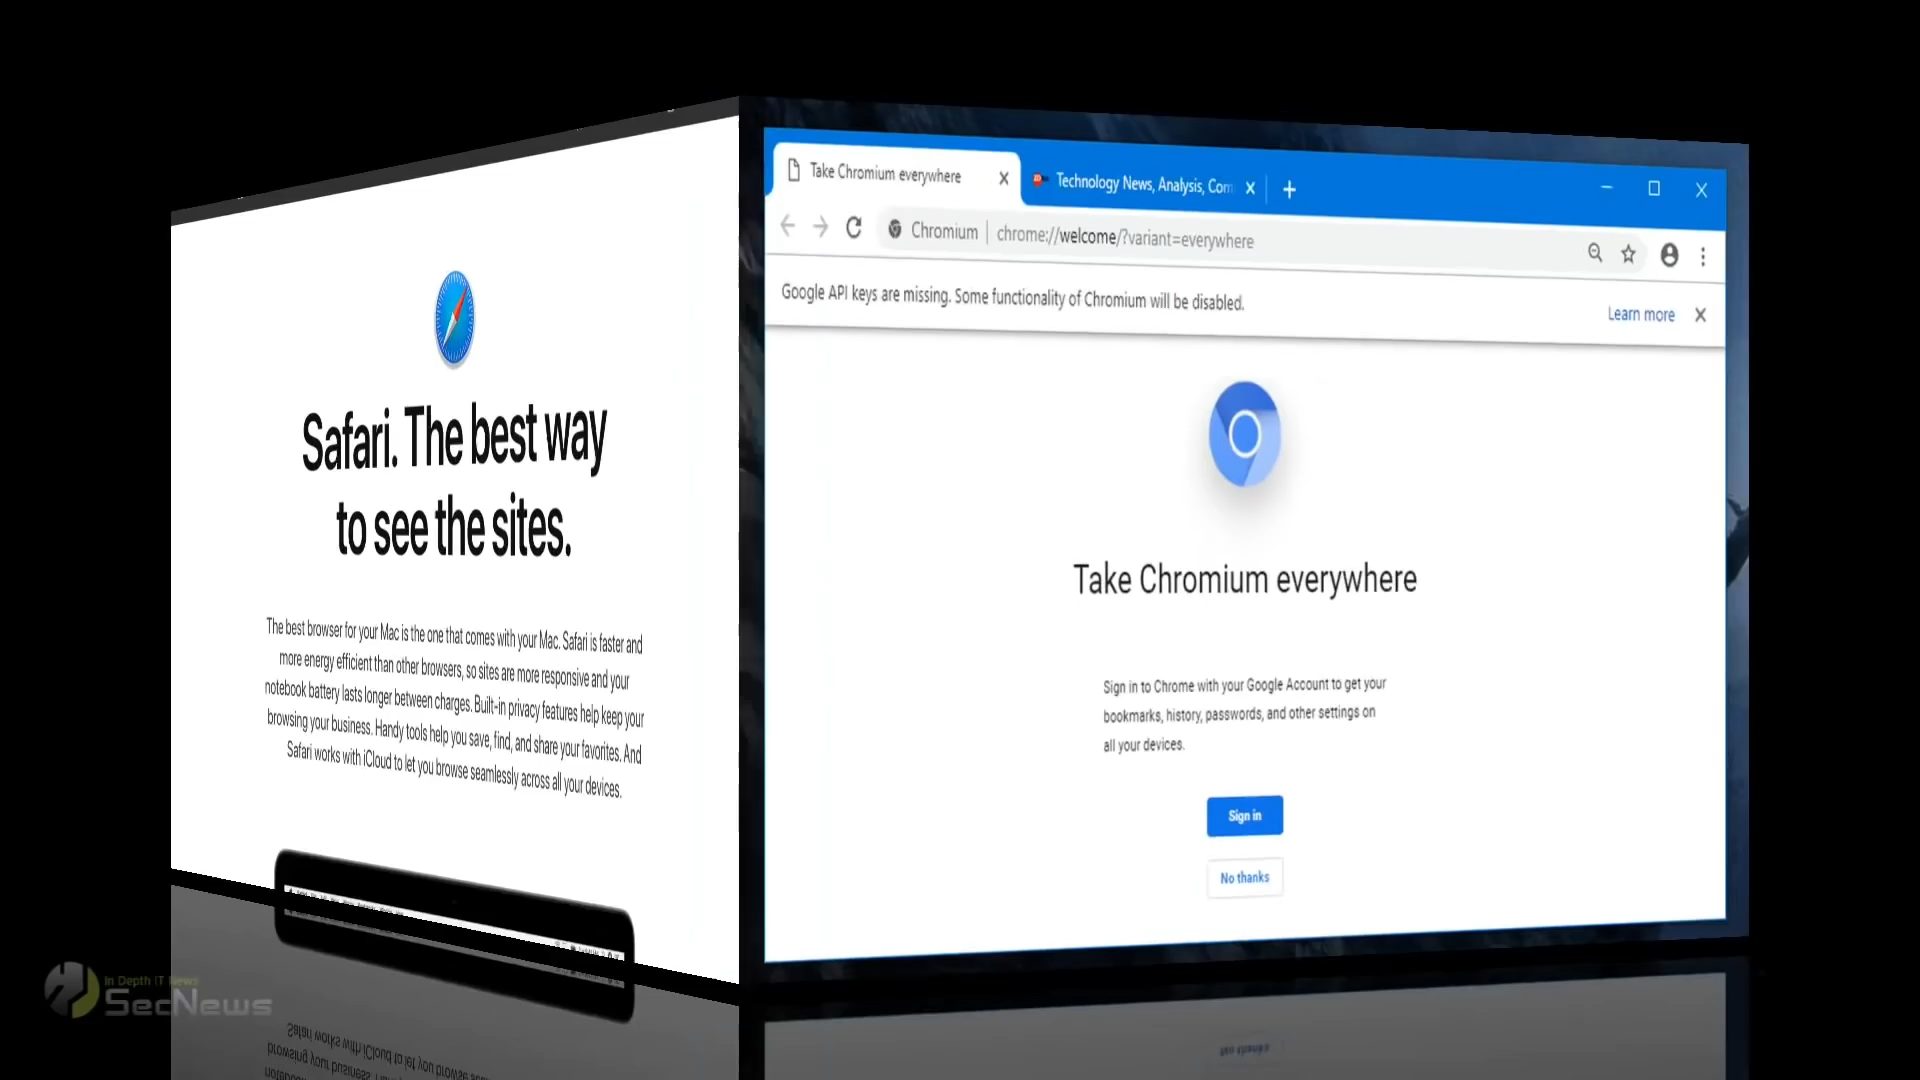 Safari. The best way
to see the sites.
The best browser for your Mac is the one that comes with your Mac. Safari is faster and
more energy efficient than other browsers, so sites are more responsive and your
notebook battery lasts longer between charges. Built-in privacy features help keep your
browsing your business. Handy tools help you save, find, and share your favorites. And
Safari works with iCloud to let you browse seamlessly across all your devices.
Take Chromium everywhere
Technology News, Analysis, Com
Chromium | chrome://welcome/?variant=everywhere
Google API keys are missing. Some functionality of Chromium will be disabled.
Learn more
Take Chromium everywhere
Sign in to Chrome with your Google Account to get your
bookmarks, history, passwords, and other settings on
all your devices.
Sign in
No thanks
In Depth IT News
SecNews